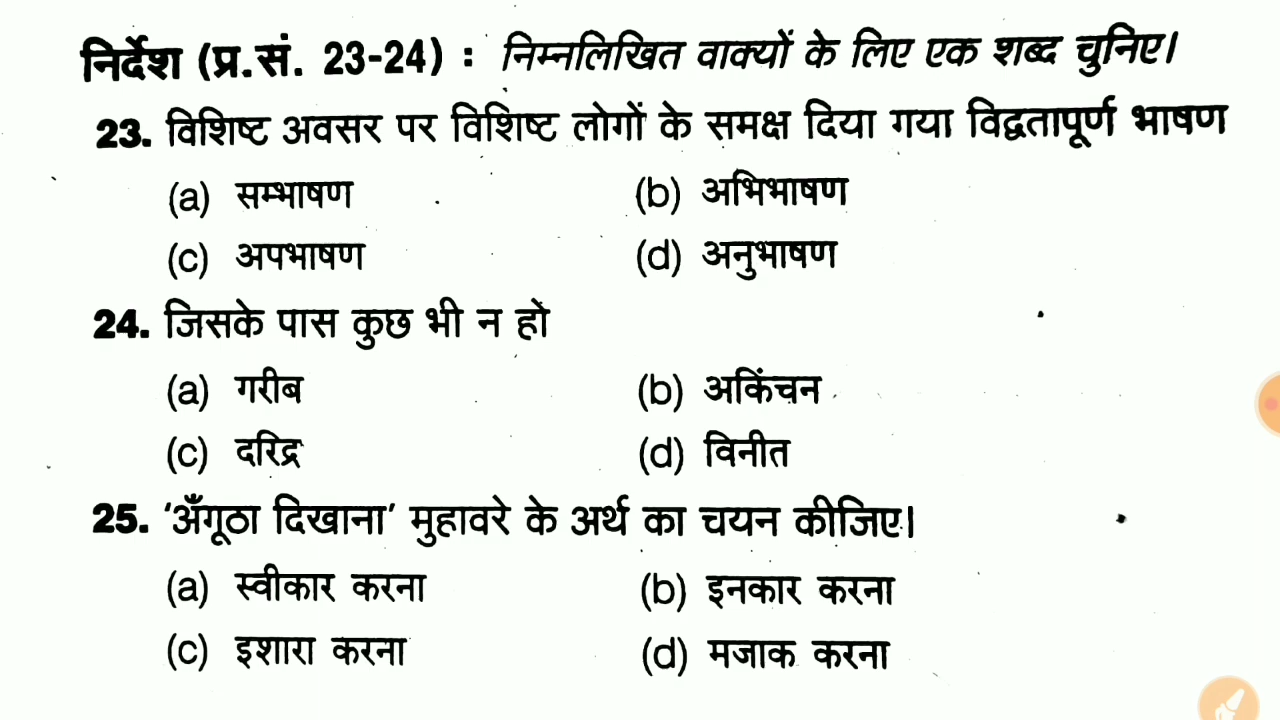 निर्देश (प्र.सं. 23-24) : निम्नलिखित वाक्यों के लिए एक शब्द चुनिए।
23. विशिष्ट अवसर पर विशिष्ट लोगों के समक्ष दिया गया विद्वतापूर्ण भाषण
(a) सम्भाषण (b) अभिभाषण
(c) अपभाषण (d) अनुभाषण
24. जिसके पास कुछ भी न हो
(a) गरीब (b) अकिंचन
(c) दरिद्र (d) विनीत
25. ‘अँगूठा दिखाना’ मुहावरे के अर्थ का चयन कीजिए।
(a) स्वीकार करना (b) इनकार करना
(c) इशारा करना (d) मजाक करना